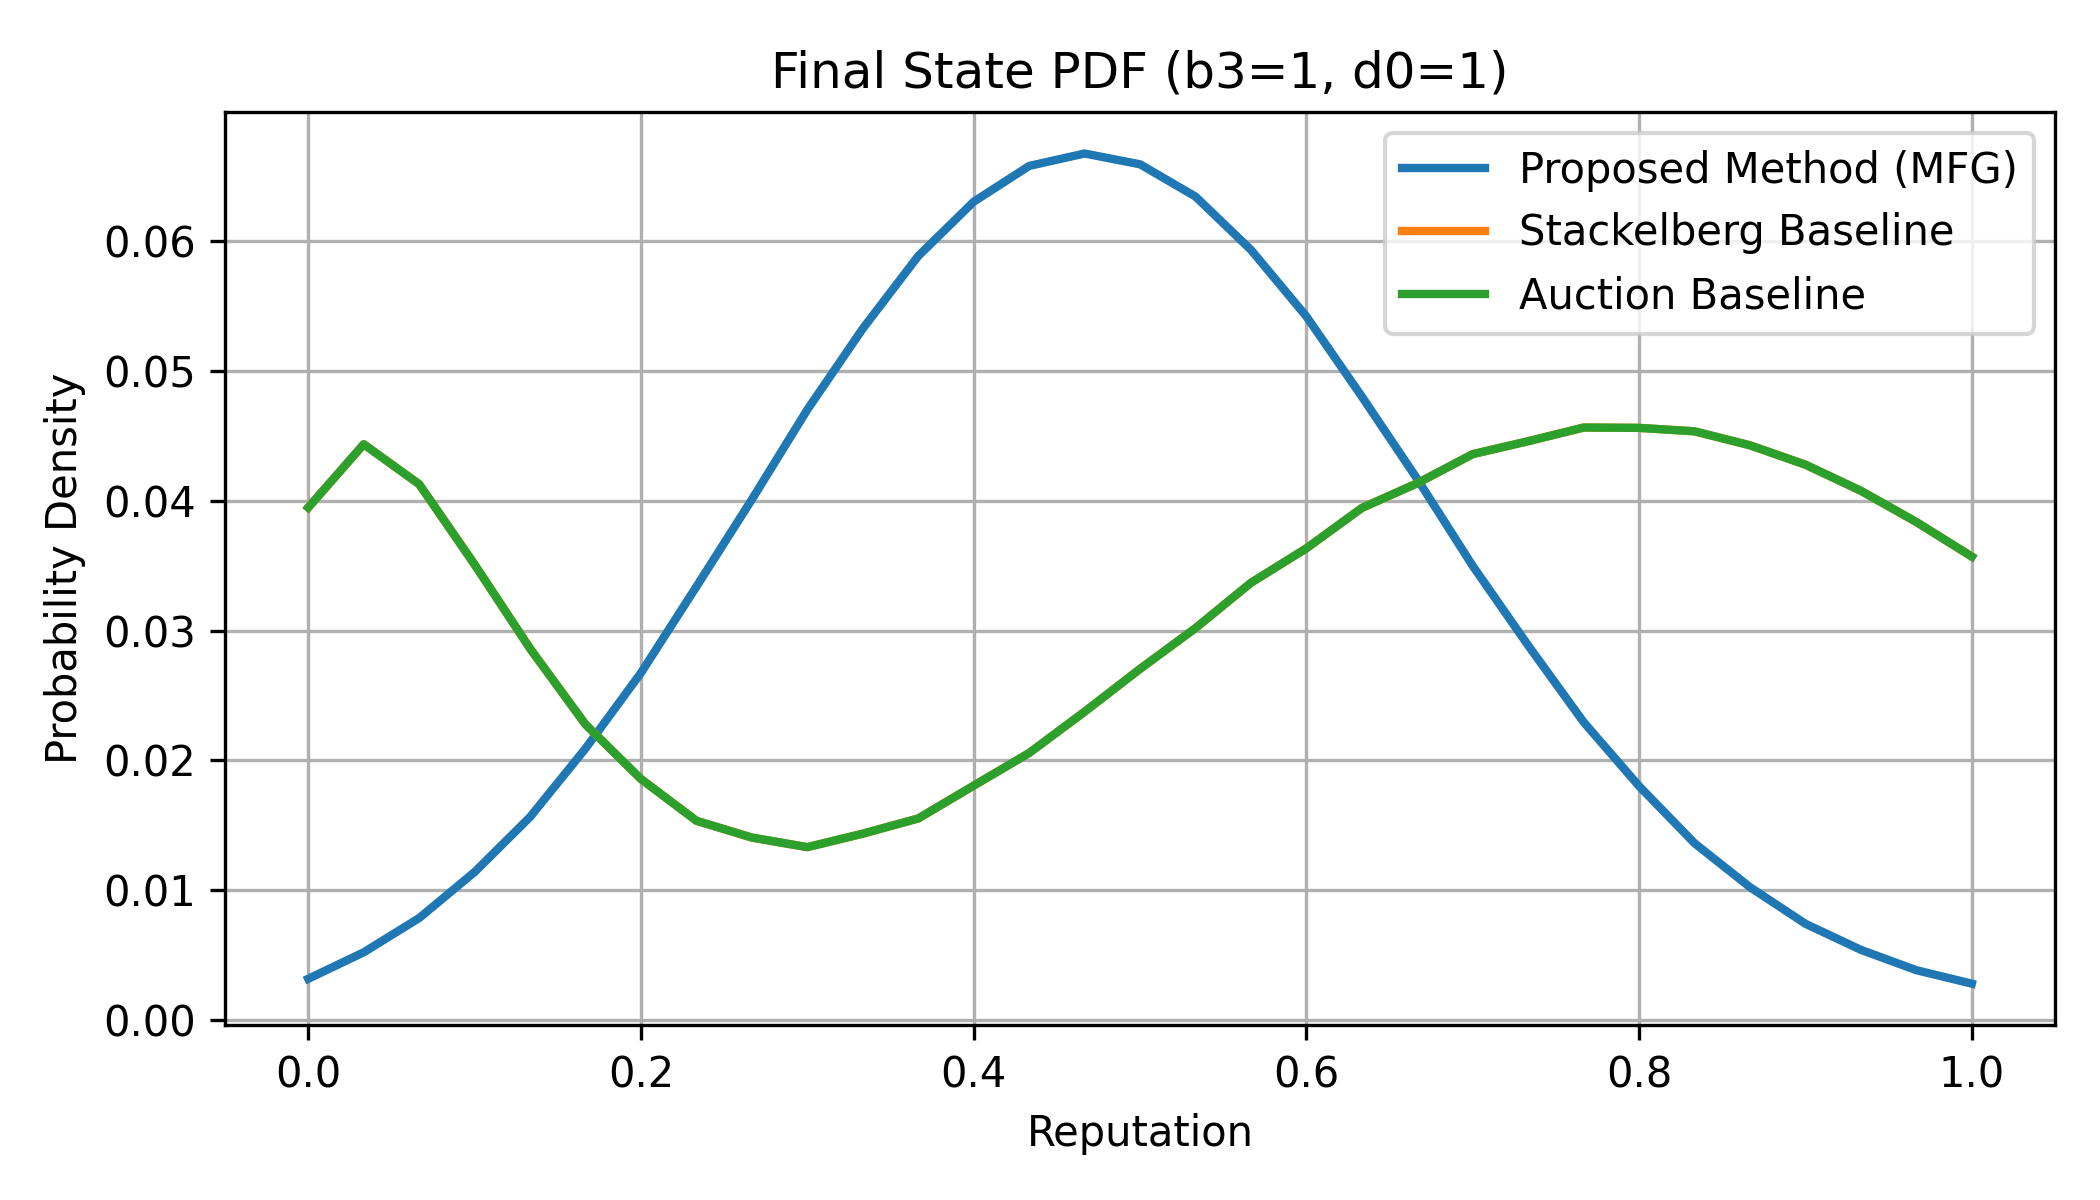 Final State PDF (b3=1, d0=1)
Proposed Method (MFG)
Stackelberg Baseline
Auction Baseline
Probability Density
0.06
0.05
0.04
0.03
0.02
0.01
0.00
0.0 0.2 0.4 0.6 0.8 1.0
Reputation